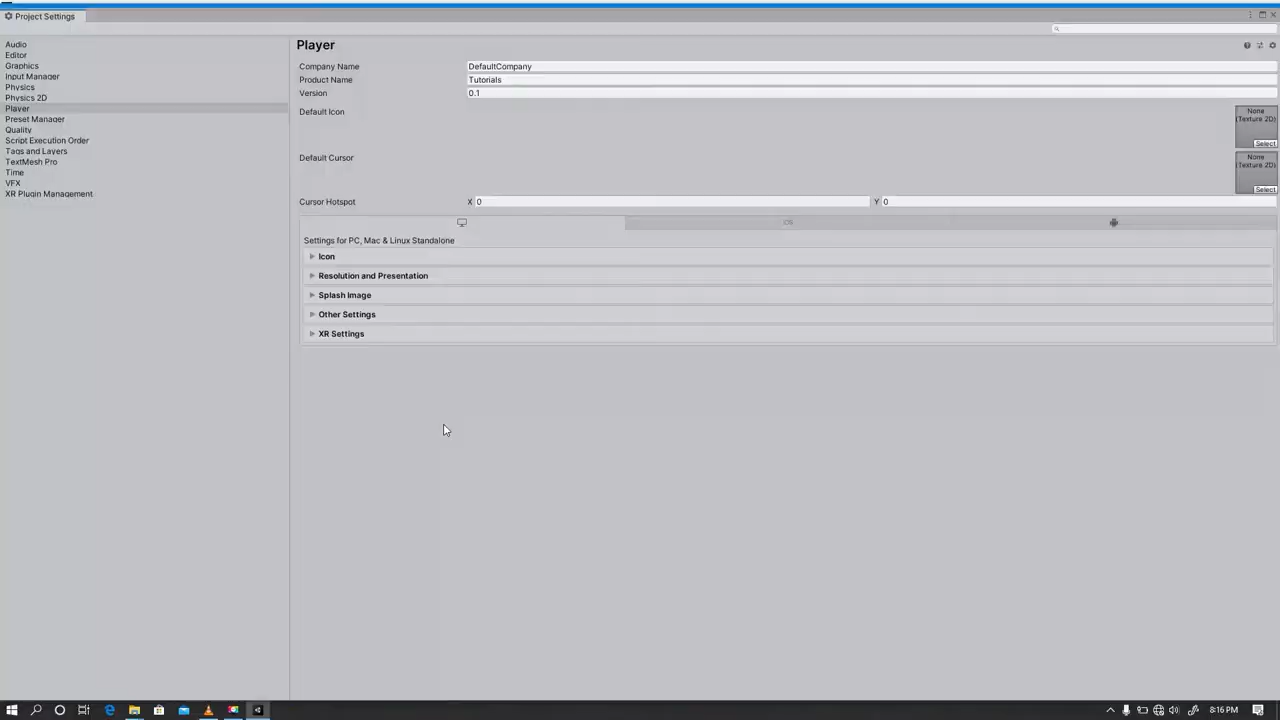 Project Settings
Audio
Editor
Graphics
Input Manager
Physics
Physics 2D
Player
Preset Manager
Quality
Script Execution Order
Tags and Layers
TextMesh Pro
Time
VFX
XR Plugin Management
Player
Company Name DefaultCompany
Product Name Tutorials
Version 0.1
Default Icon
None
(Texture 2D)
Select
Default Cursor
None
(Texture 2D)
Select
Cursor Hotspot X 0 Y 0
iOS
Settings for PC, Mac & Linux Standalone
Icon
Resolution and Presentation
Splash Image
Other Settings
XR Settings
8:16 PM